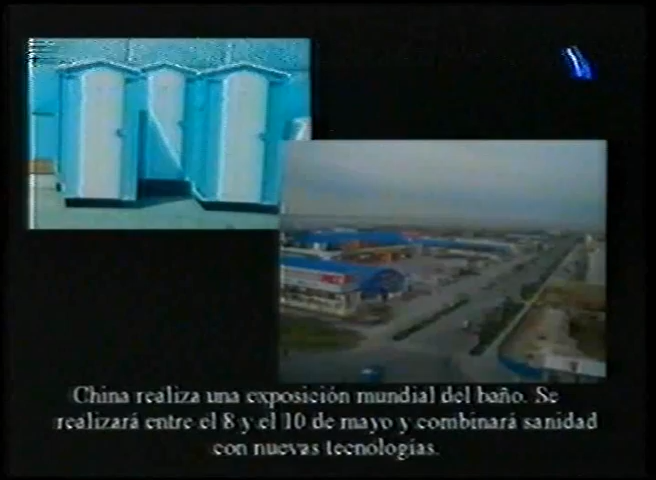 China realiza una exposición mundial del baño. Se
realizará entre el 8 y el 10 de mayo y combinará sanidad
con nuevas tecnologías.